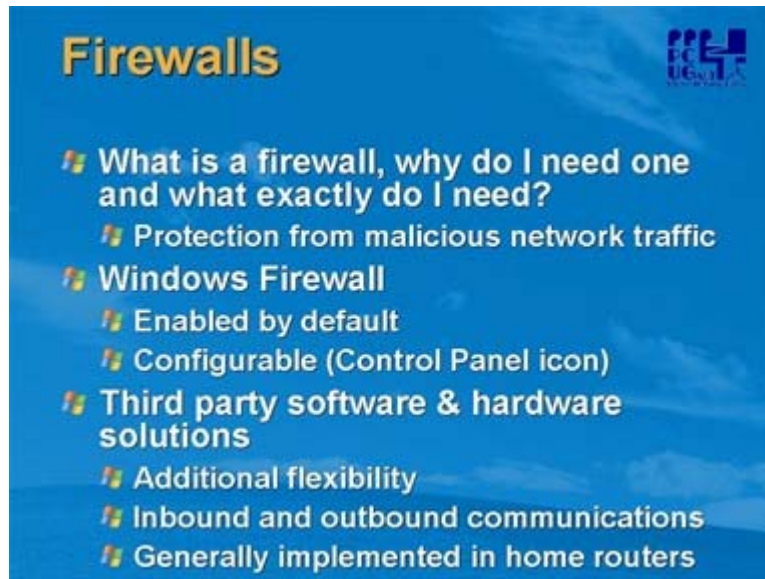 Firewalls
PC
UG
What is a firewall, why do I need one
and what exactly do I need?
Protection from malicious network traffic
Windows Firewall
Enabled by default
Configurable (Control Panel icon)
Third party software & hardware
solutions
Additional flexibility
Inbound and outbound communications
Generally implemented in home routers